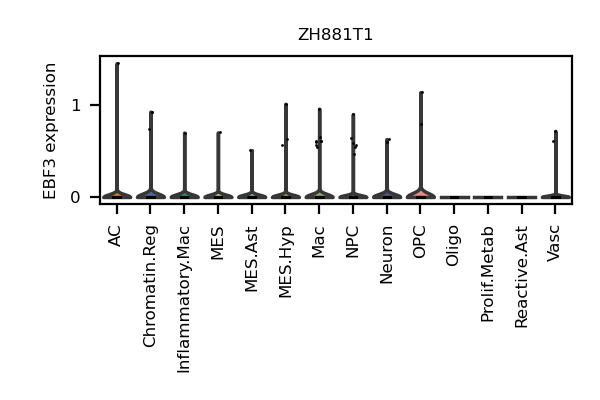 ZH881T1
EBF3 expression
1
0
AC
Chromatin.Reg
Inflammatory.Mac
MES
MES.Ast
MES.Hyp
Mac
NPC
Neuron
OPC
Oligo
Prolif.Metab
Reactive.Ast
Vasc